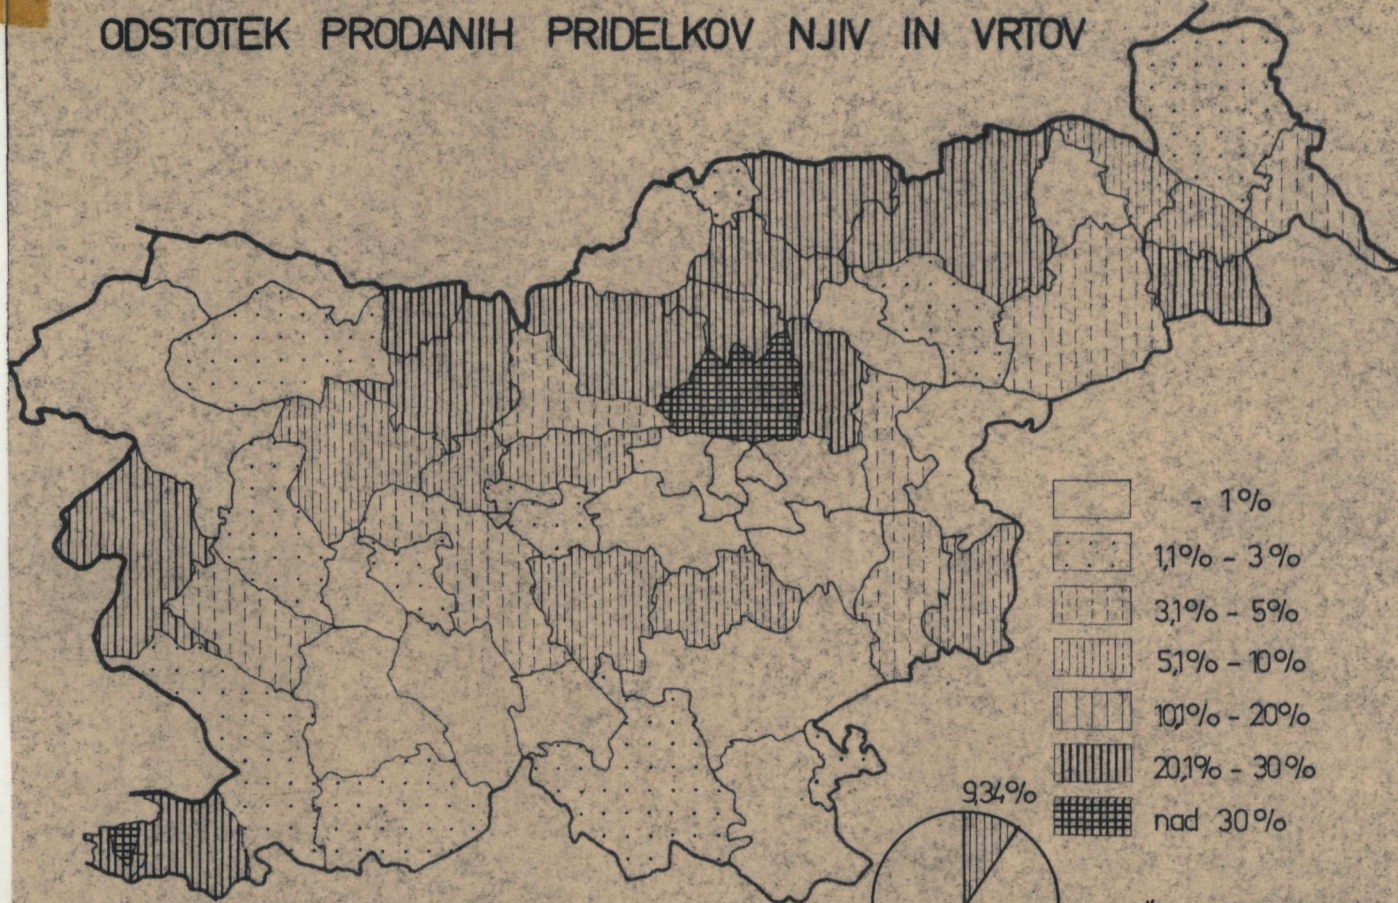 ODSTOTEK PRODANIH PRIDELKOV NJIV IN VRTOV
- 1%
1,1% - 3%
3,1% - 5%
5,1% - 10%
10,1% - 20%
20,1% - 30%
nad 30%
9,34%